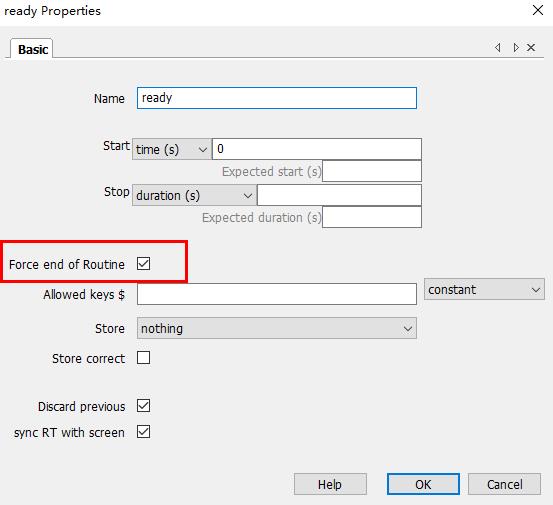 ready Properties
Basic
Name ready
Start time (s) 0
Expected start (s)
Stop duration (s)
Expected duration (s)
Force end of Routine
Allowed keys $ constant
Store nothing
Store correct
Discard previous
sync RT with screen
Help OK Cancel